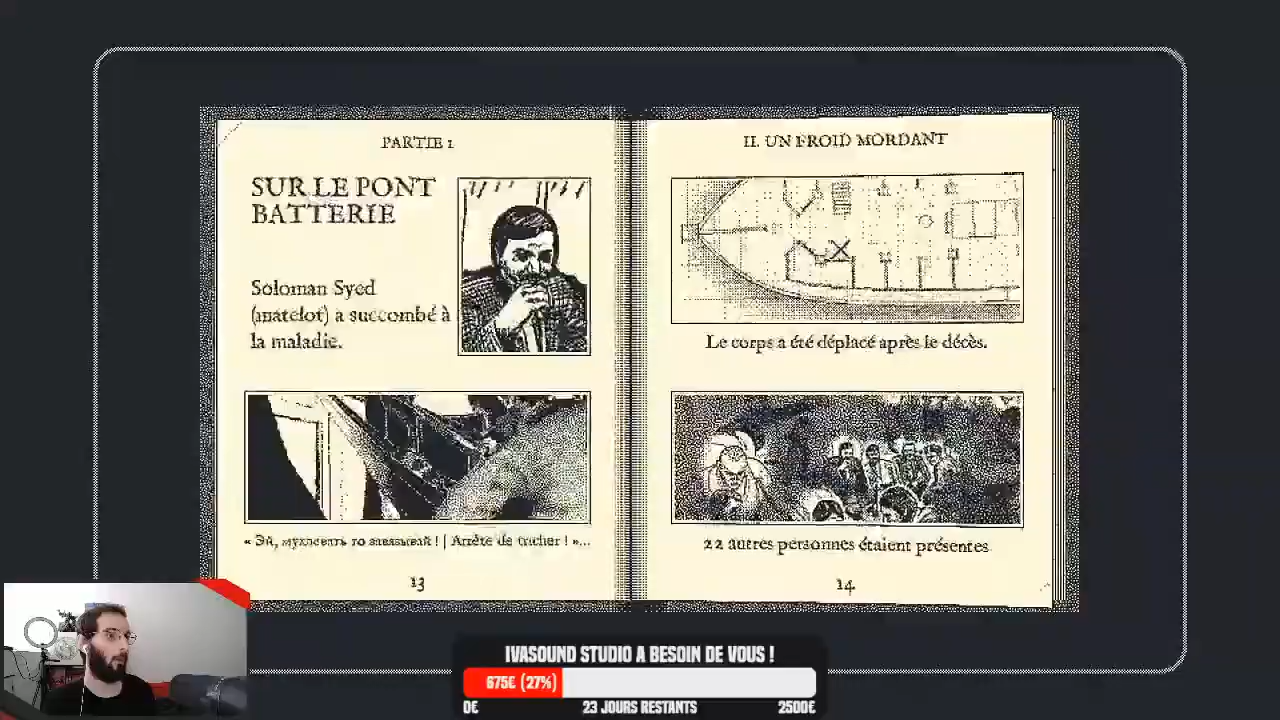 PARTIE 1
SUR LE PONT
BATTERIE
Soloman Syed
(matelot) a succombé à
la maladie.
Arrête de tricher ! »...
13
II. UN FROID MORDANT
Le corps a été déplacé après le décès.
22 autres personnes étaient présentes
14
IVASOUND STUDIO A BESOIN DE VOUS !
675€ (27%)
0€ 23 JOURS RESTANTS 2500€